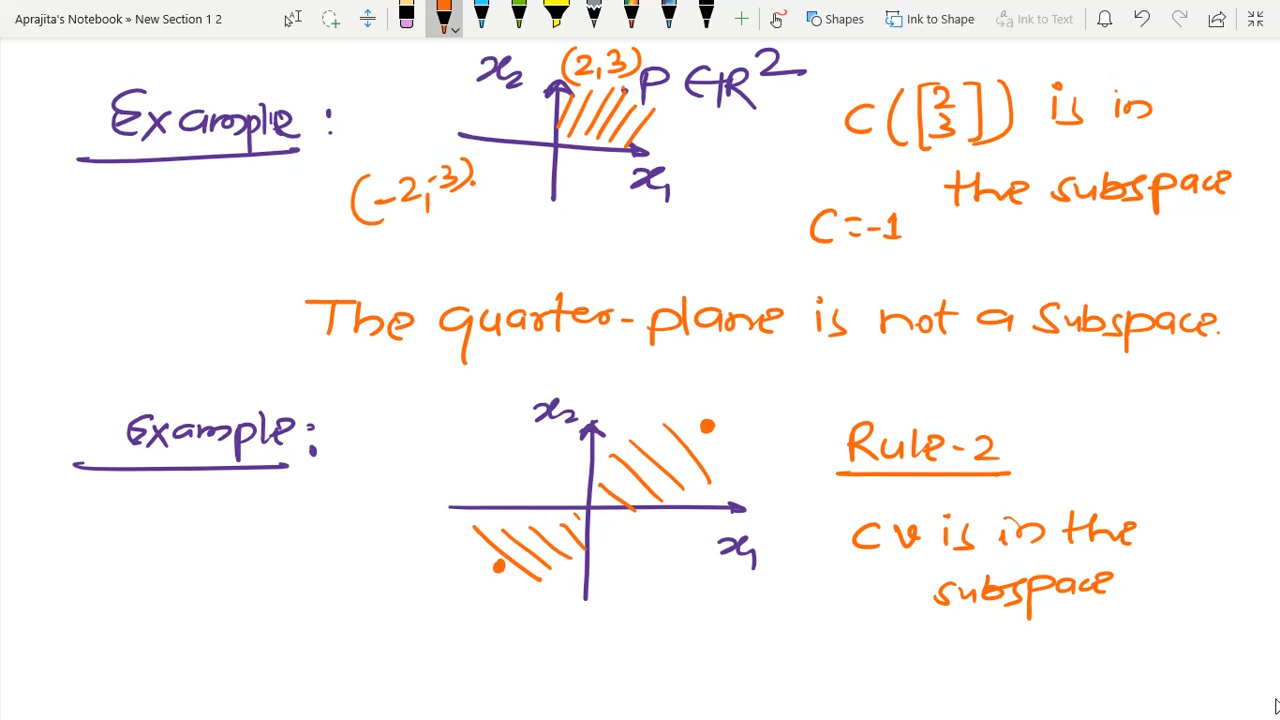 Aprajita's Notebook » New Section 1 2
Shapes
Ink to Shape
Ink to Text
Example :
x₂
(2,3)
P ∈ R²
x₁
(-2,-3).
C([2 3]) is in
the subspace
C=-1
The quarter-plane is not a subspace.
Example :
x₂
x₁
Rule-2
cv is in the
subspace